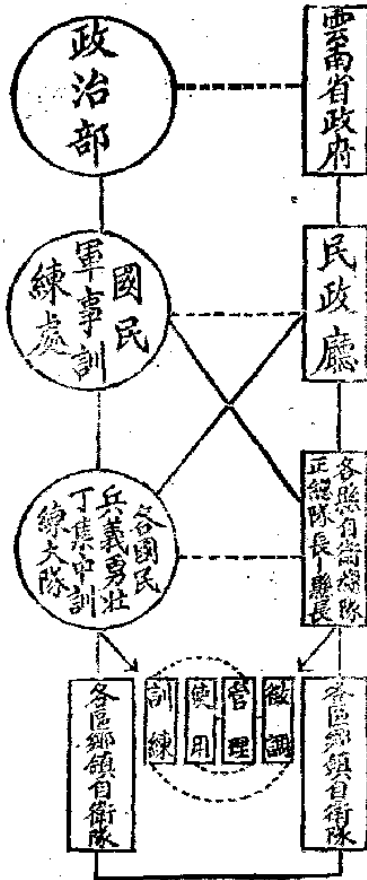 雲南省政府
政治部
民政廳
國民
軍事訓
練處
各縣自衛總隊
正總隊長—縣長
各國民
兵義勇壯
丁集中訓
練大隊
徵調
管理
使用
訓練
各區鄉鎮自衛隊
各區鄉鎮自衛隊